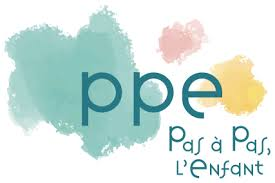 ppe
Pas à Pas,
L'Enfant